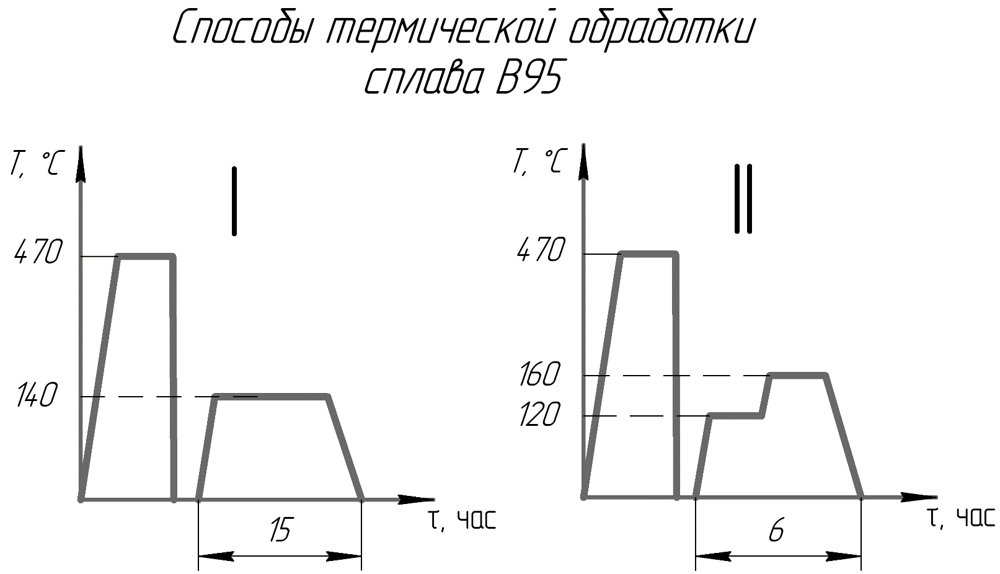 Способы термической обработки
сплава В95
T, °C
I
470
140
15
τ, час
T, °C
II
470
160
120
6
τ, час